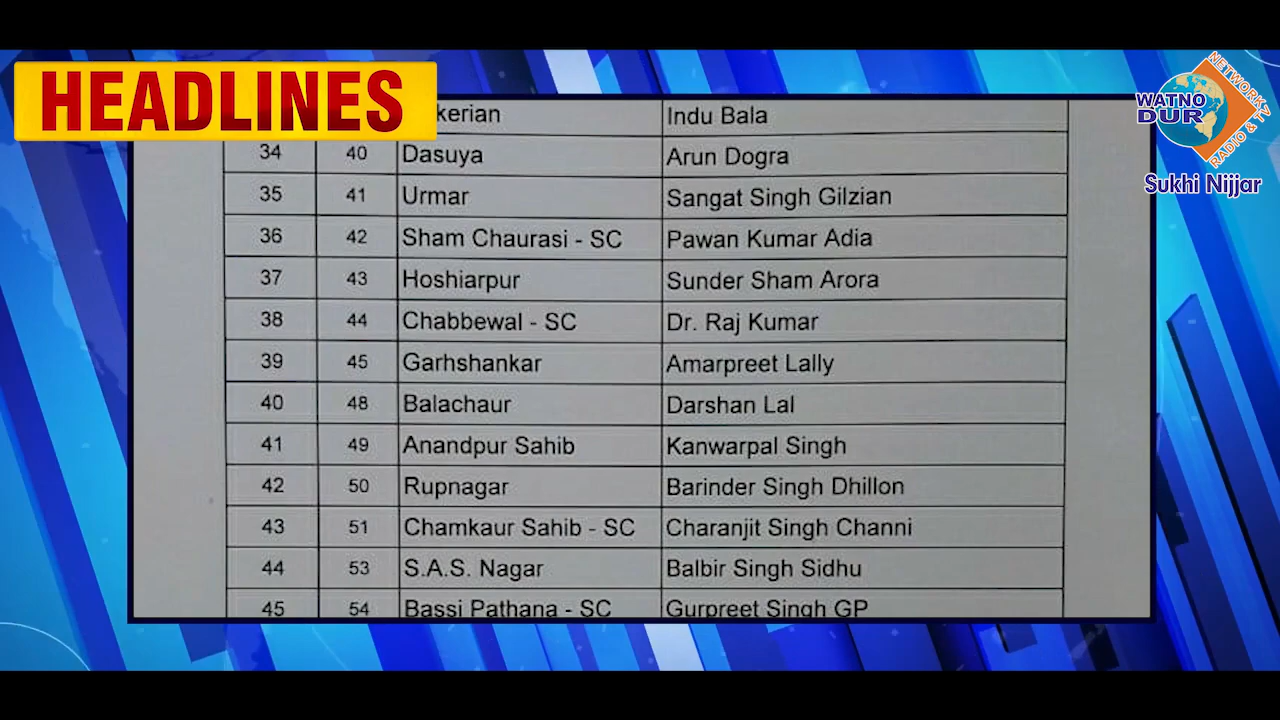 HEADLINES
WATNO
DUR
NETWORK7
RADIO & TV
Sukhi Nijjar
kerian Indu Bala
34 40 Dasuya Arun Dogra
35 41 Urmar Sangat Singh Gilzian
36 42 Sham Chaurasi - SC Pawan Kumar Adia
37 43 Hoshiarpur Sunder Sham Arora
38 44 Chabbewal - SC Dr. Raj Kumar
39 45 Garhshankar Amarpreet Lally
40 48 Balachaur Darshan Lal
41 49 Anandpur Sahib Kanwarpal Singh
42 50 Rupnagar Barinder Singh Dhillon
43 51 Chamkaur Sahib - SC Charanjit Singh Channi
44 53 S.A.S. Nagar Balbir Singh Sidhu
45 54 Bassi Pathana - SC Gurpreet Singh GP